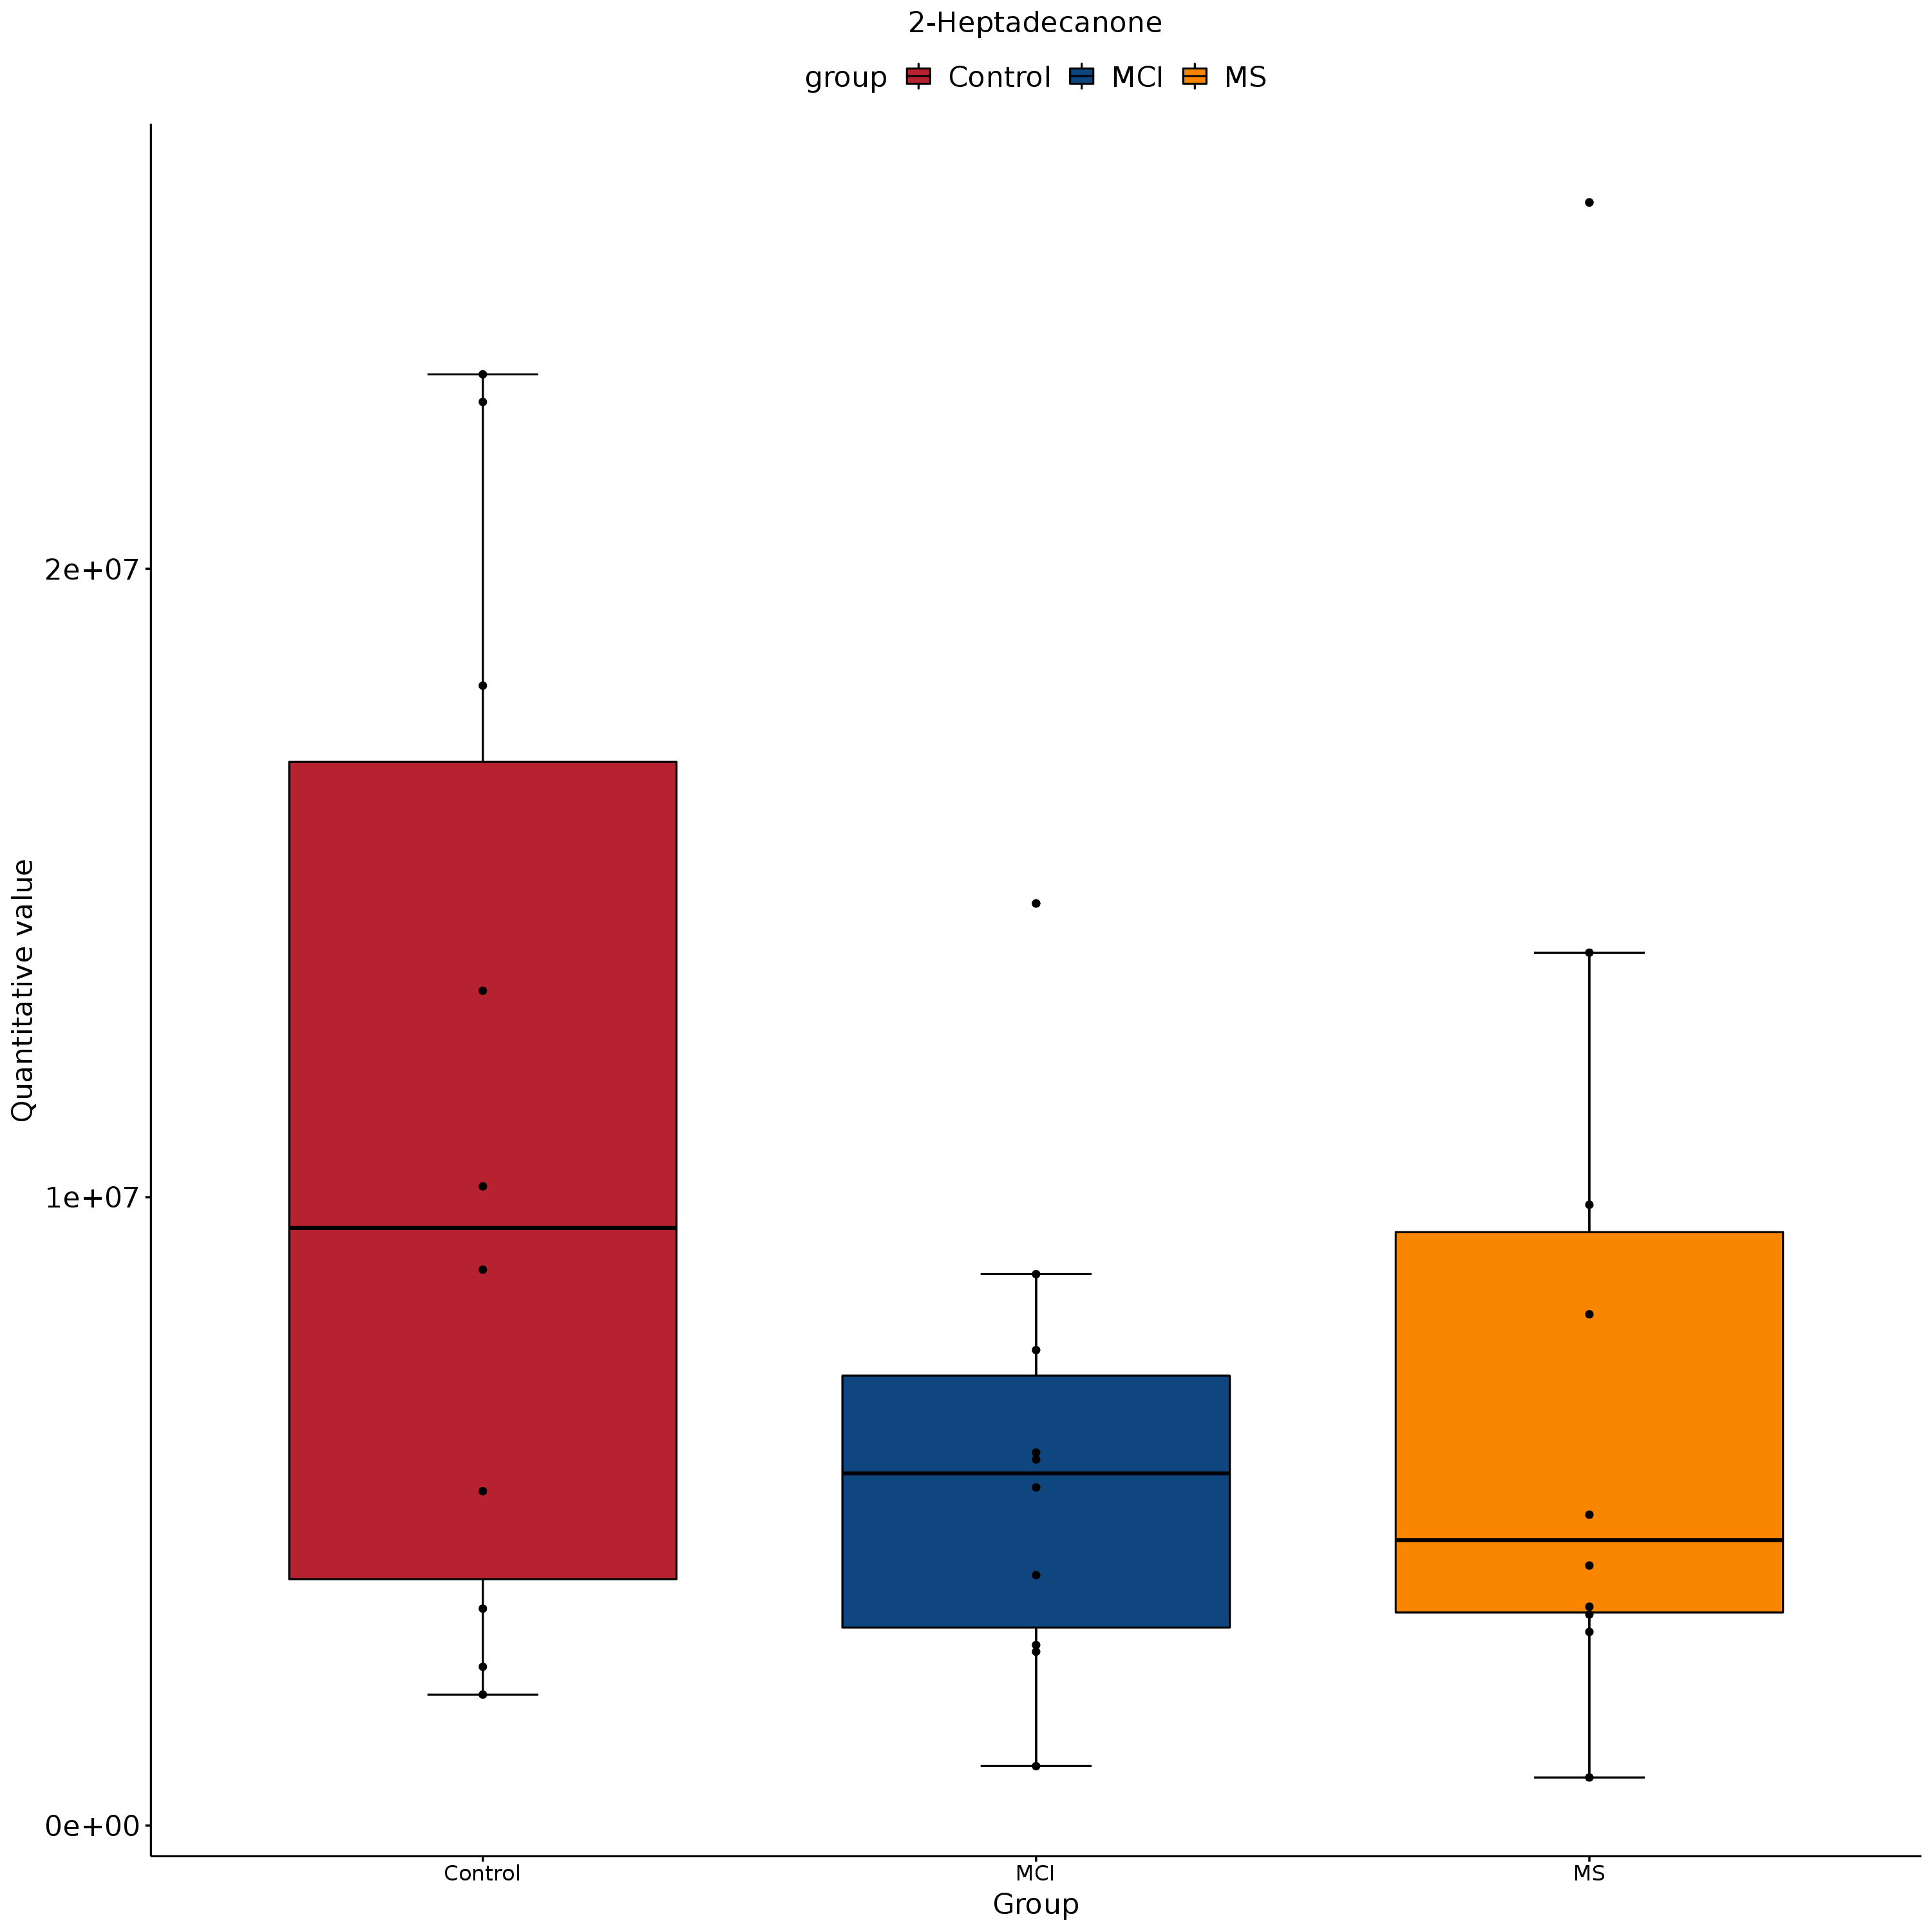 2-Heptadecanone
group Control MCI MS
Quantitative value
2e+07
1e+07
0e+00
Control MCI MS
Group